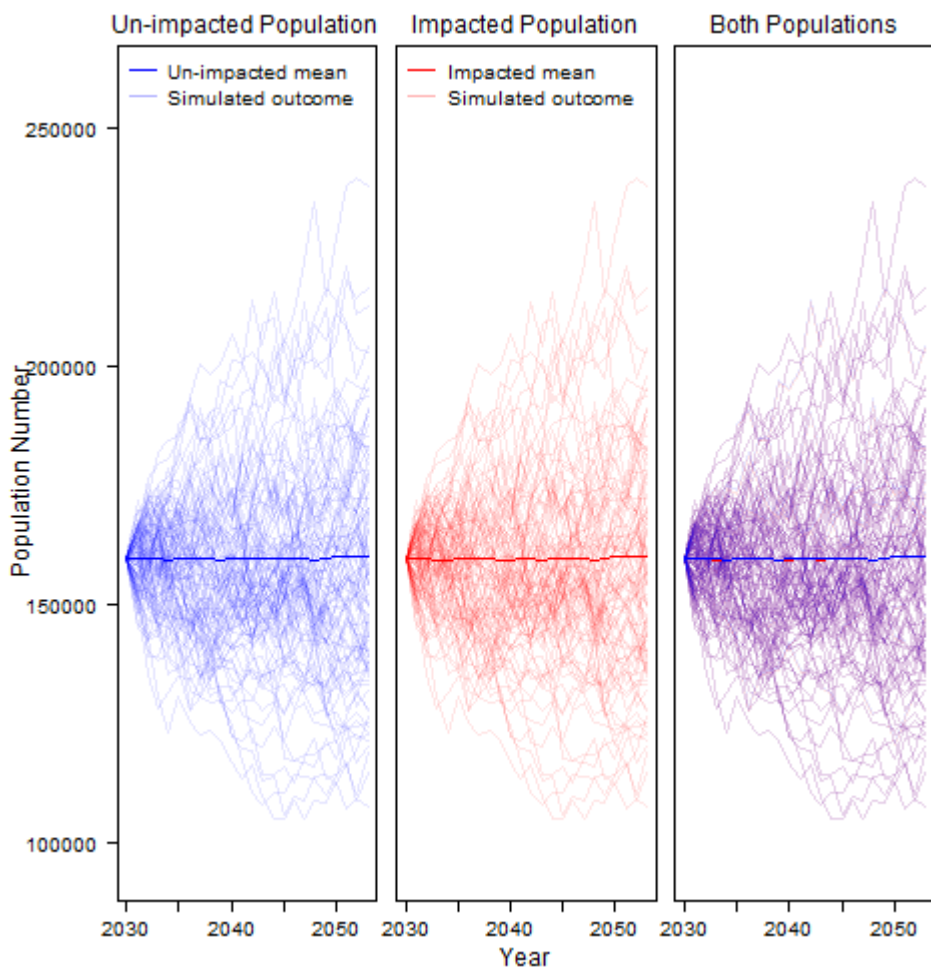 Un-impacted Population
Impacted Population
Both Populations
Un-impacted mean
Simulated outcome
Impacted mean
Simulated outcome
Population Number
250000
200000
150000
100000
2030
2040
2050
2030
2040
2050
2030
2040
2050
Year